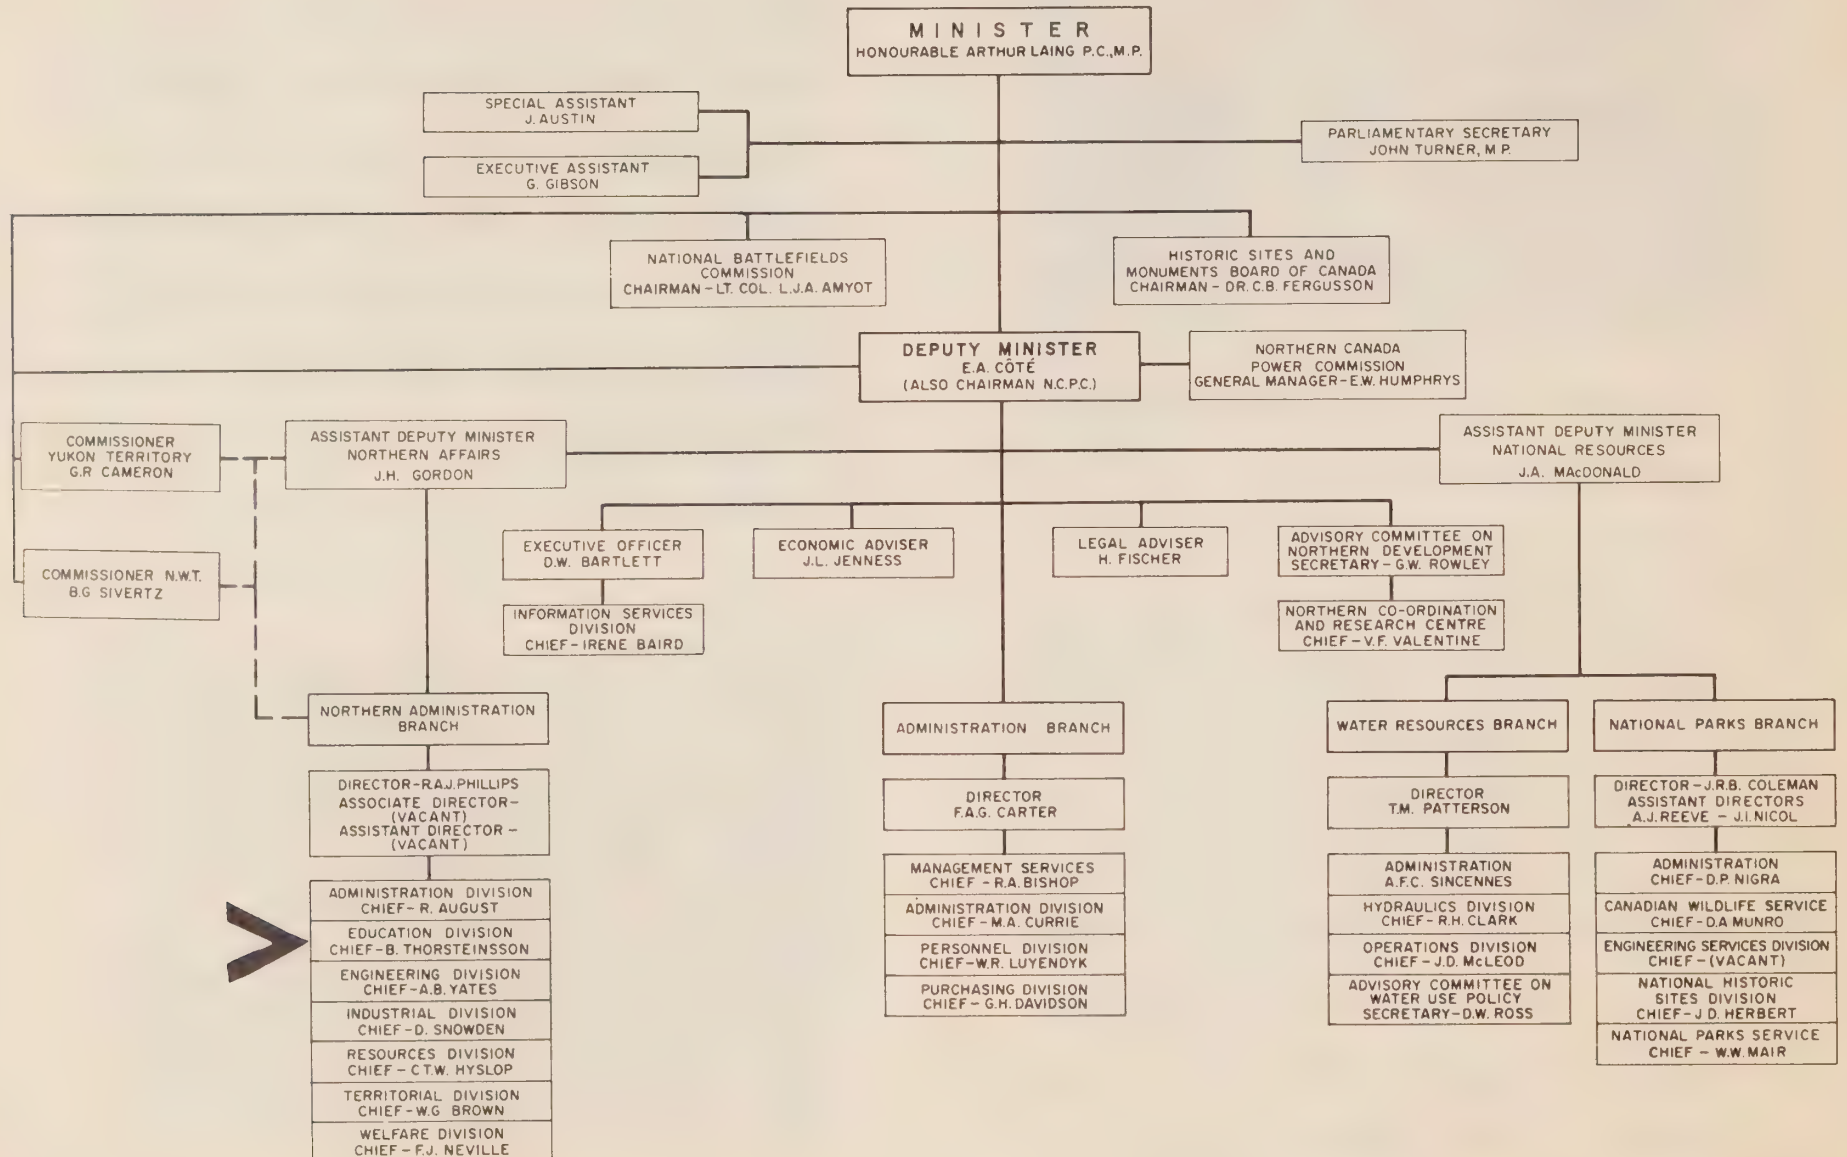 MINISTER
HONOURABLE ARTHUR LAING P.C.,M.P.
SPECIAL ASSISTANT
J. AUSTIN
PARLIAMENTARY SECRETARY
JOHN TURNER, M.P.
EXECUTIVE ASSISTANT
G. GIBSON
NATIONAL BATTLEFIELDS
COMMISSION
CHAIRMAN – LT. COL. L.J.A. AMYOT
HISTORIC SITES AND
MONUMENTS BOARD OF CANADA
CHAIRMAN – DR. C.B. FERGUSSON
DEPUTY MINISTER
E.A. CÔTÉ
(ALSO CHAIRMAN N.C.P.C.)
NORTHERN CANADA
POWER COMMISSION
GENERAL MANAGER – E.W. HUMPHRYS
COMMISSIONER
YUKON TERRITORY
G.R CAMERON
ASSISTANT DEPUTY MINISTER
NORTHERN AFFAIRS
J.H. GORDON
ASSISTANT DEPUTY MINISTER
NATIONAL RESOURCES
J.A. MACDONALD
COMMISSIONER N.W.T.
B.G SIVERTZ
EXECUTIVE OFFICER
D.W. BARTLETT
ECONOMIC ADVISER
J.L. JENNESS
LEGAL ADVISER
H. FISCHER
ADVISORY COMMITTEE ON
NORTHERN DEVELOPMENT
SECRETARY – G.W. ROWLEY
INFORMATION SERVICES
DIVISION
CHIEF – IRENE BAIRD
NORTHERN CO-ORDINATION
AND RESEARCH CENTRE
CHIEF – V.F. VALENTINE
NORTHERN ADMINISTRATION
BRANCH
ADMINISTRATION BRANCH
WATER RESOURCES BRANCH
NATIONAL PARKS BRANCH
DIRECTOR – R.A.J. PHILLIPS
ASSOCIATE DIRECTOR –
(VACANT)
ASSISTANT DIRECTOR –
(VACANT)
DIRECTOR
F.A.G. CARTER
DIRECTOR
T.M. PATTERSON
DIRECTOR – J.R.B. COLEMAN
ASSISTANT DIRECTORS
A.J. REEVE – J.I. NICOL
ADMINISTRATION DIVISION
CHIEF – R. AUGUST
EDUCATION DIVISION
CHIEF – B. THORSTEINSSON
ENGINEERING DIVISION
CHIEF – A.B. YATES
INDUSTRIAL DIVISION
CHIEF – D. SNOWDEN
RESOURCES DIVISION
CHIEF – C.T.W. HYSLOP
TERRITORIAL DIVISION
CHIEF – W.G BROWN
WELFARE DIVISION
CHIEF – F.J. NEVILLE
MANAGEMENT SERVICES
CHIEF – R.A. BISHOP
ADMINISTRATION DIVISION
CHIEF – M.A. CURRIE
PERSONNEL DIVISION
CHIEF – W.R. LUYENDYK
PURCHASING DIVISION
CHIEF – G.H. DAVIDSON
ADMINISTRATION
A.F.C. SINCENNES
HYDRAULICS DIVISION
CHIEF – R.H. CLARK
OPERATIONS DIVISION
CHIEF – J.D. McLEOD
ADVISORY COMMITTEE ON
WATER USE POLICY
SECRETARY – D.W. ROSS
ADMINISTRATION
CHIEF – D.P. NIGRA
CANADIAN WILDLIFE SERVICE
CHIEF – D.A MUNRO
ENGINEERING SERVICES DIVISION
CHIEF – (VACANT)
NATIONAL HISTORIC
SITES DIVISION
CHIEF – J D. HERBERT
NATIONAL PARKS SERVICE
CHIEF – W.W. MAIR